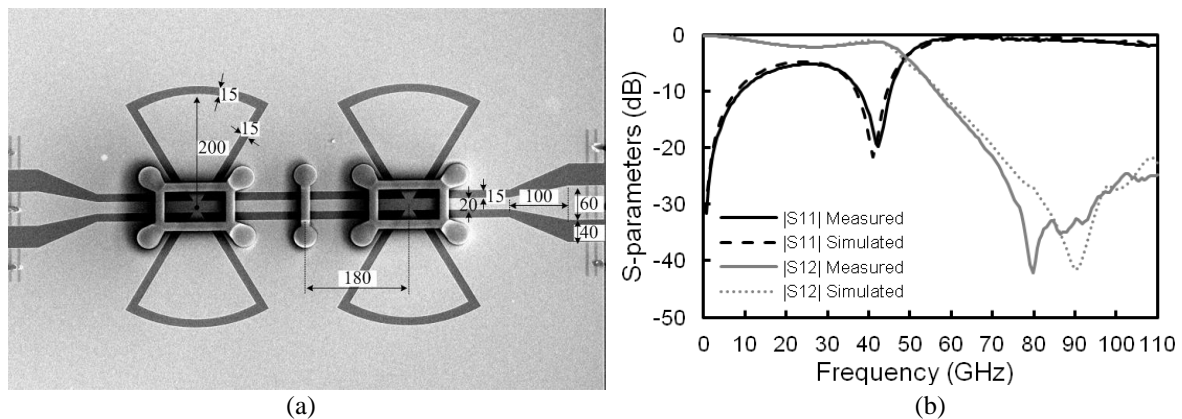 15
15
200
15
20
100
60
40
180
(a)
0
-10
-20
-30
-40
-50
S-parameters (dB)
|S11| Measured
|S11| Simulated
|S12| Measured
|S12| Simulated
0 10 20 30 40 50 60 70 80 90 100 110
Frequency (GHz)
(b)